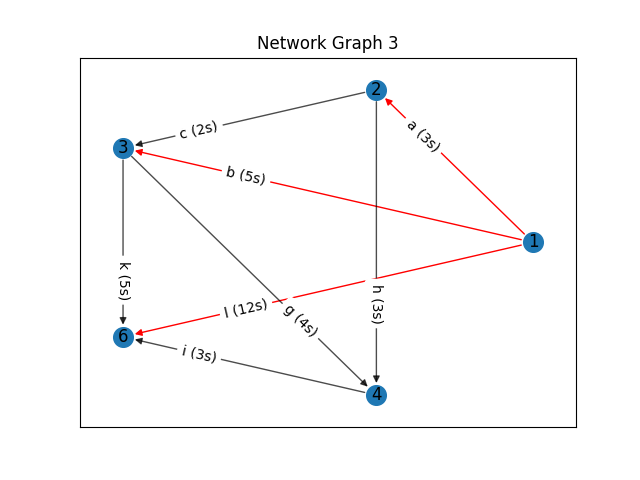 Network Graph 3
2
c (2s)
a (3s)
3
b (5s)
1
k (5s)
h (3s)
l (12s)
g (4s)
6
i (3s)
4